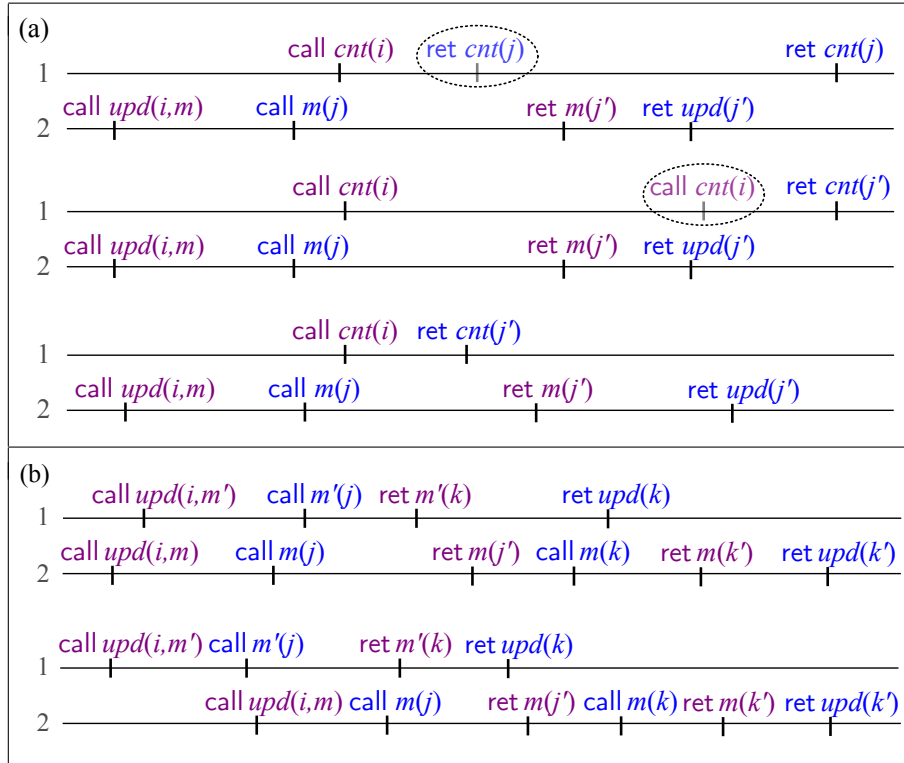 (a)
call cnt(i) ret cnt(j) ret cnt(j)
1
call upd(i,m) call m(j) ret m(j') ret upd(j')
2
call cnt(i) call cnt(i) ret cnt(j')
1
call upd(i,m) call m(j) ret m(j') ret upd(j')
2
call cnt(i) ret cnt(j')
1
call upd(i,m) call m(j) ret m(j') ret upd(j')
2
(b)
call upd(i,m') call m'(j) ret m'(k) ret upd(k)
1
call upd(i,m) call m(j) ret m(j') call m(k) ret m(k') ret upd(k')
2
call upd(i,m') call m'(j) ret m'(k) ret upd(k)
1
call upd(i,m) call m(j) ret m(j') call m(k) ret m(k') ret upd(k')
2